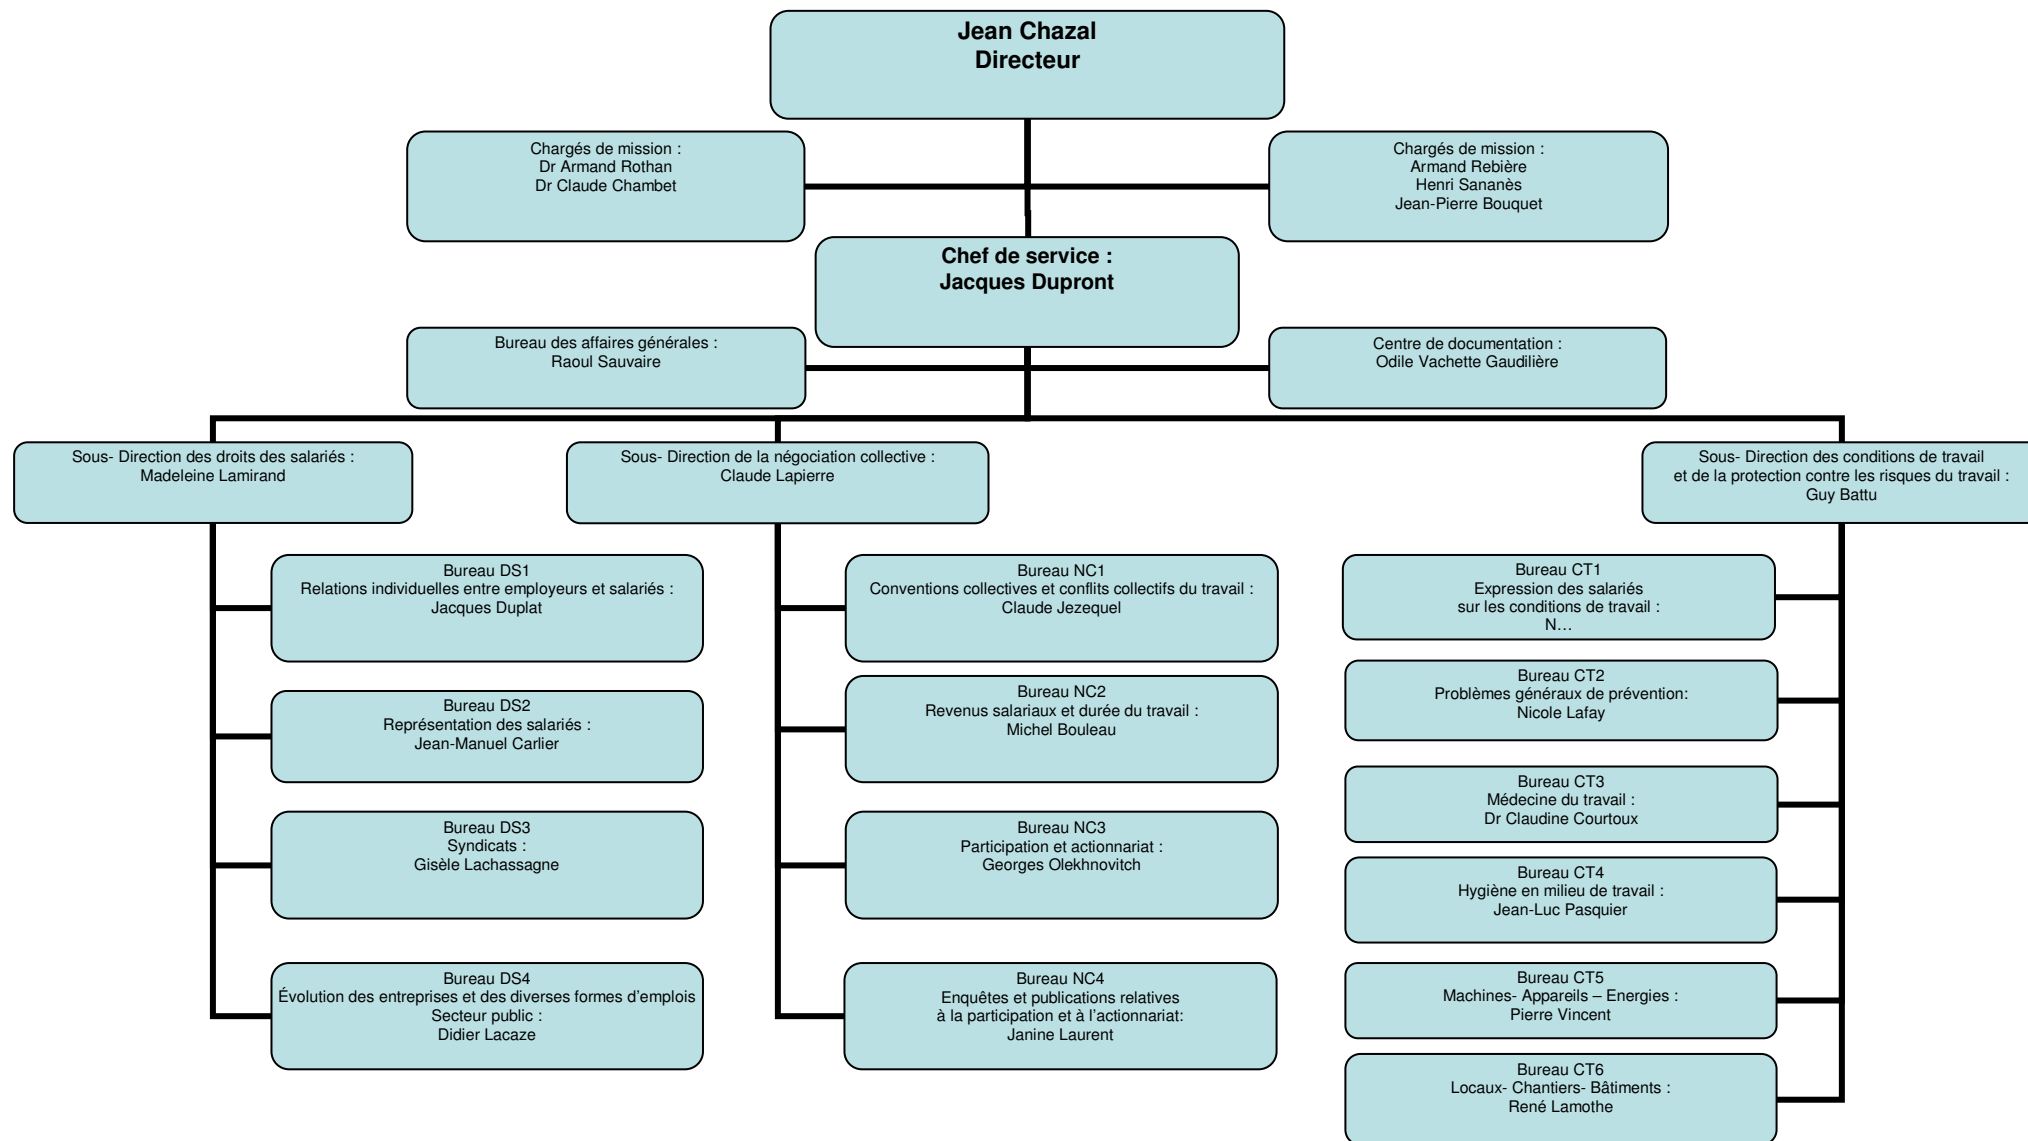 Jean Chazal
Directeur
Chargés de mission :
Dr Armand Rothan
Dr Claude Chambet
Chargés de mission :
Armand Rebière
Henri Sananès
Jean-Pierre Bouquet
Chef de service :
Jacques Dupront
Bureau des affaires générales :
Raoul Sauvaire
Centre de documentation :
Odile Vachette Gaudilière
Sous- Direction des droits des salariés :
Madeleine Lamirand
Sous- Direction de la négociation collective :
Claude Lapierre
Sous- Direction des conditions de travail
et de la protection contre les risques du travail :
Guy Battu
Bureau DS1
Relations individuelles entre employeurs et salariés :
Jacques Duplat
Bureau DS2
Représentation des salariés :
Jean-Manuel Carlier
Bureau DS3
Syndicats :
Gisèle Lachassagne
Bureau DS4
Évolution des entreprises et des diverses formes d’emplois
Secteur public :
Didier Lacaze
Bureau NC1
Conventions collectives et conflits collectifs du travail :
Claude Jezequel
Bureau NC2
Revenus salariaux et durée du travail :
Michel Bouleau
Bureau NC3
Participation et actionnariat :
Georges Olekhnovitch
Bureau NC4
Enquêtes et publications relatives
à la participation et à l’actionnariat:
Janine Laurent
Bureau CT1
Expression des salariés
sur les conditions de travail :
N…
Bureau CT2
Problèmes généraux de prévention:
Nicole Lafay
Bureau CT3
Médecine du travail :
Dr Claudine Courtoux
Bureau CT4
Hygiène en milieu de travail :
Jean-Luc Pasquier
Bureau CT5
Machines- Appareils – Energies :
Pierre Vincent
Bureau CT6
Locaux- Chantiers- Bâtiments :
René Lamothe